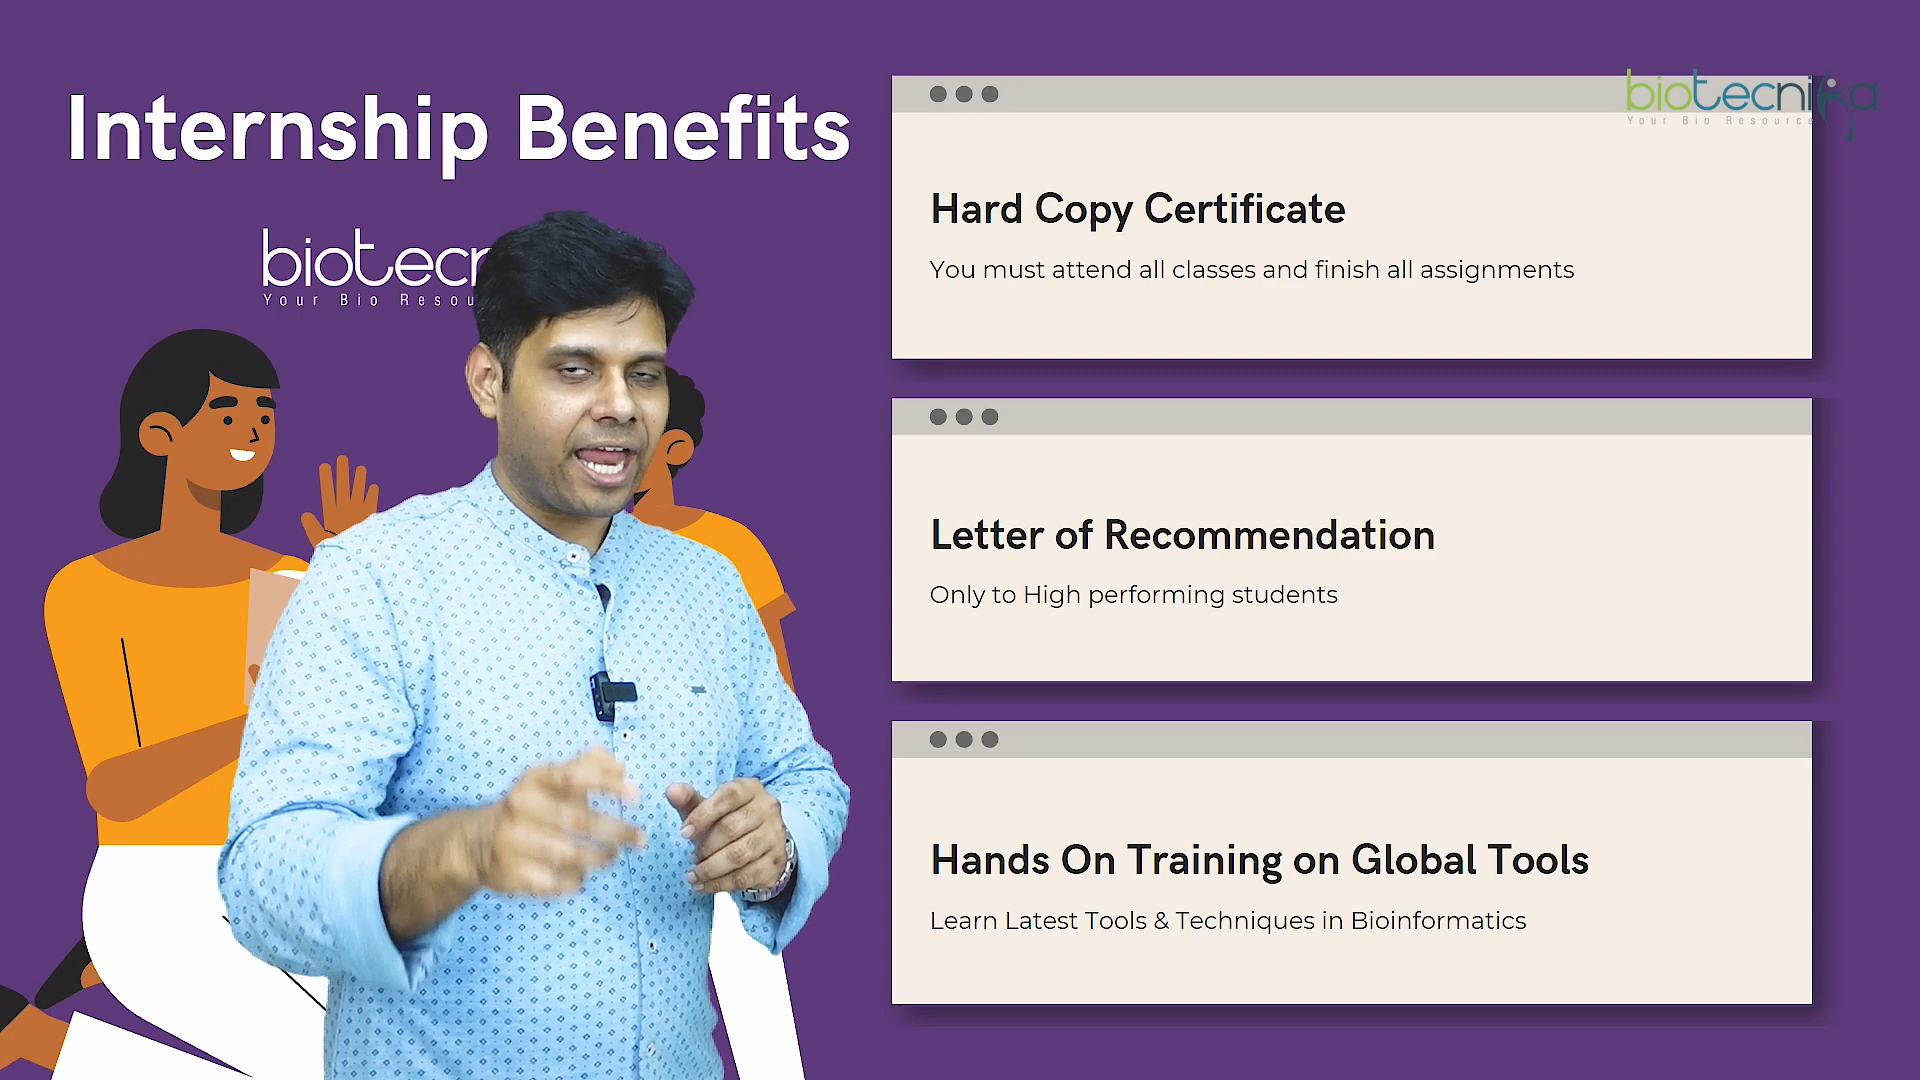 Internship Benefits
biotecnika
Your Bio Resource
Hard Copy Certificate
You must attend all classes and finish all assignments
Letter of Recommendation
Only to High performing students
Hands On Training on Global Tools
Learn Latest Tools & Techniques in Bioinformatics